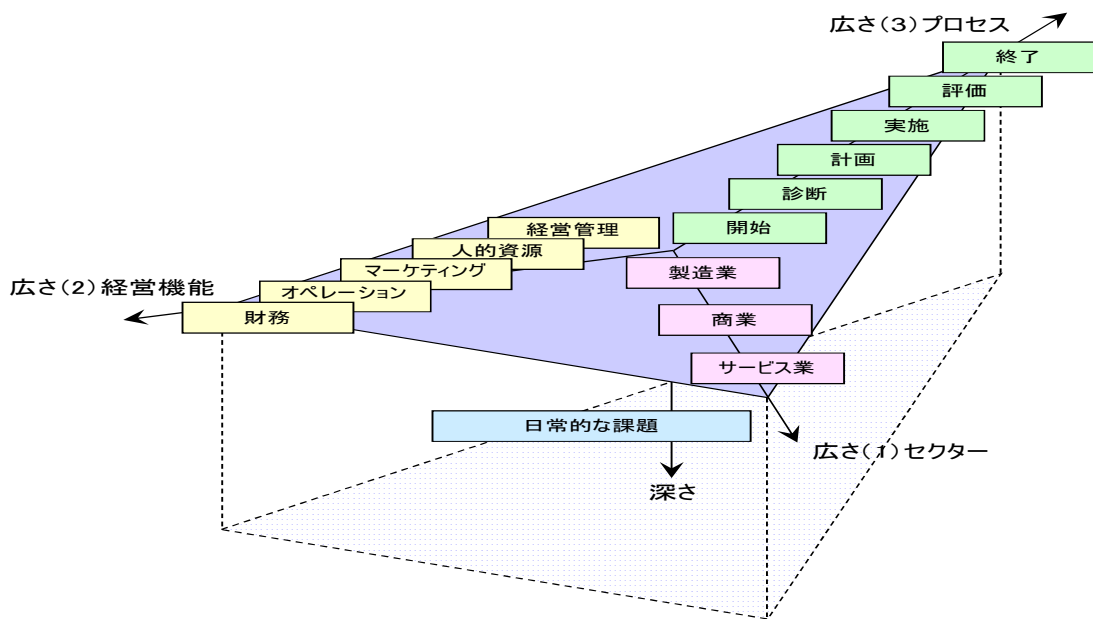 広さ(3)プロセス
終了
評価
実施
計画
診断
開始
経営管理
人的資源
マーケティング
オペレーション
財務
広さ(2)経営機能
製造業
商業
サービス業
広さ(1)セクター
日常的な課題
深さ